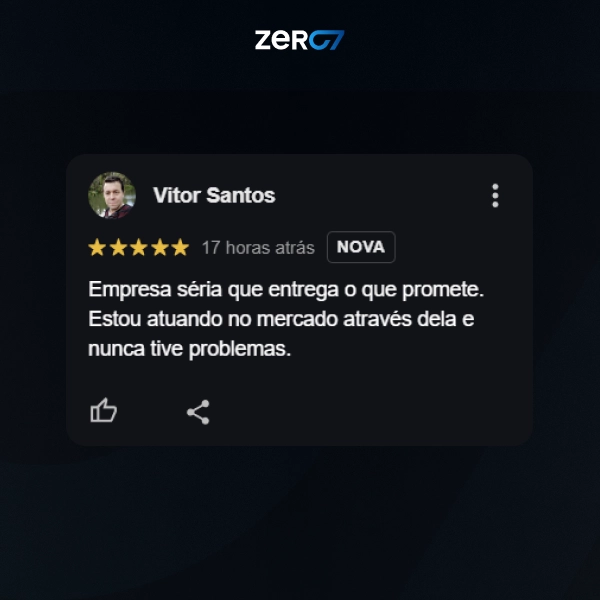 ZERO7
Vitor Santos
17 horas atrás NOVA
Empresa séria que entrega o que promete.
Estou atuando no mercado através dela e
nunca tive problemas.